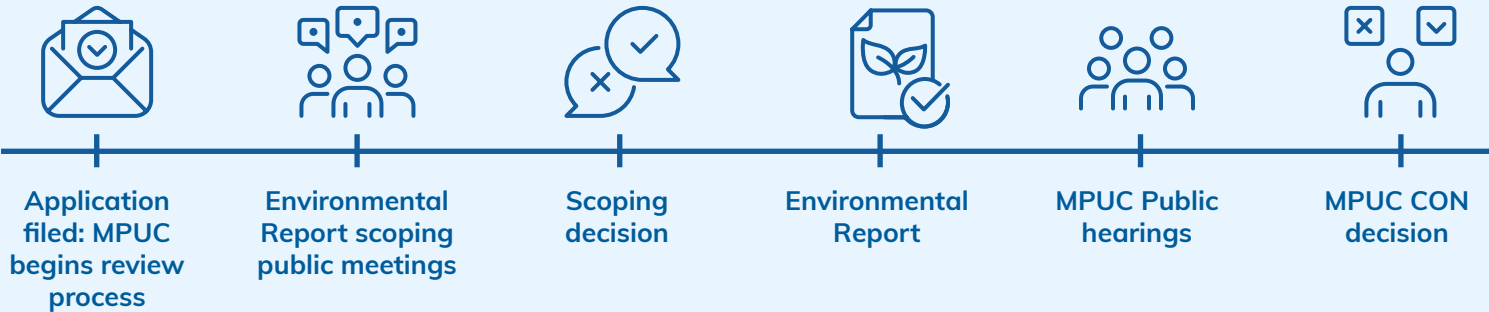 Application
filed: MPUC
begins review
process
Environmental
Report scoping
public meetings
Scoping
decision
Environmental
Report
MPUC Public
hearings
MPUC CON
decision